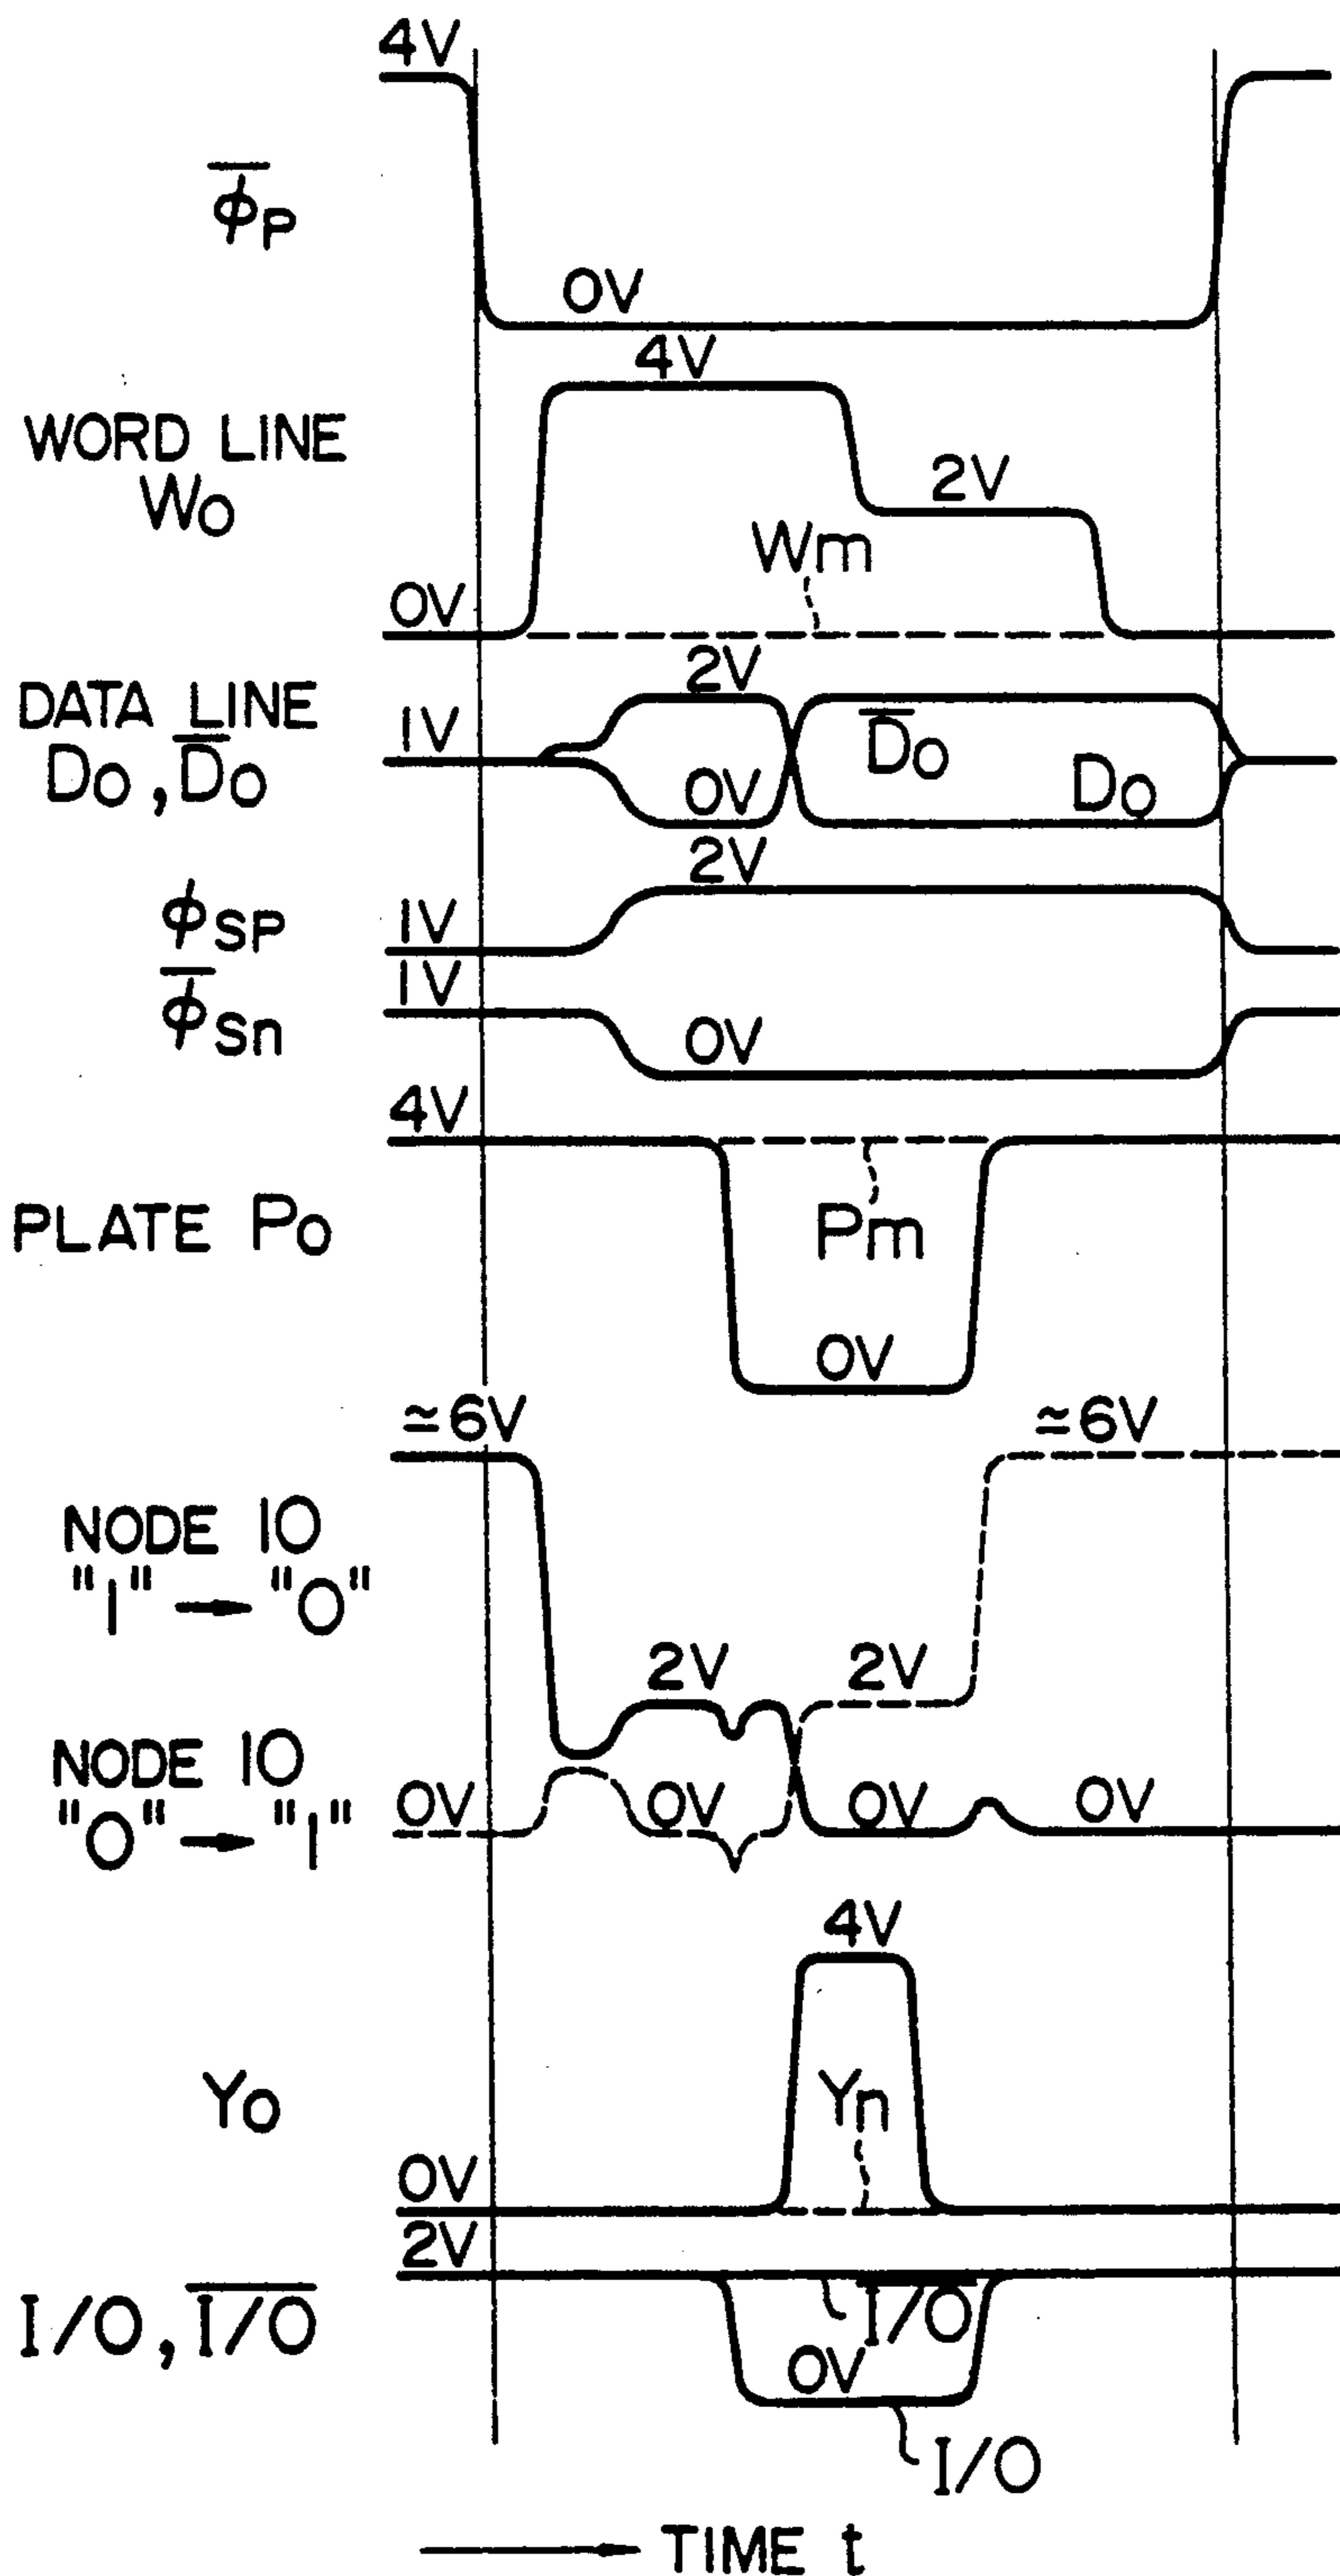 4V
φ̅P
0V
4V
WORD LINE
W0
2V
Wm
0V
DATA LINE
D0, D̅0
2V
1V
D̅0
0V
D0
2V
φSP
1V
φ̅Sn
1V
0V
4V
PLATE P0
Pm
0V
≃6V
≃6V
NODE 10
"1" → "0"
2V
2V
NODE 10
"0" → "1"
0V
0V
0V
0V
4V
Y0
Yn
0V
2V
I/O, I̅/̅O̅
I̅/̅O̅
0V
I/O
→ TIME t